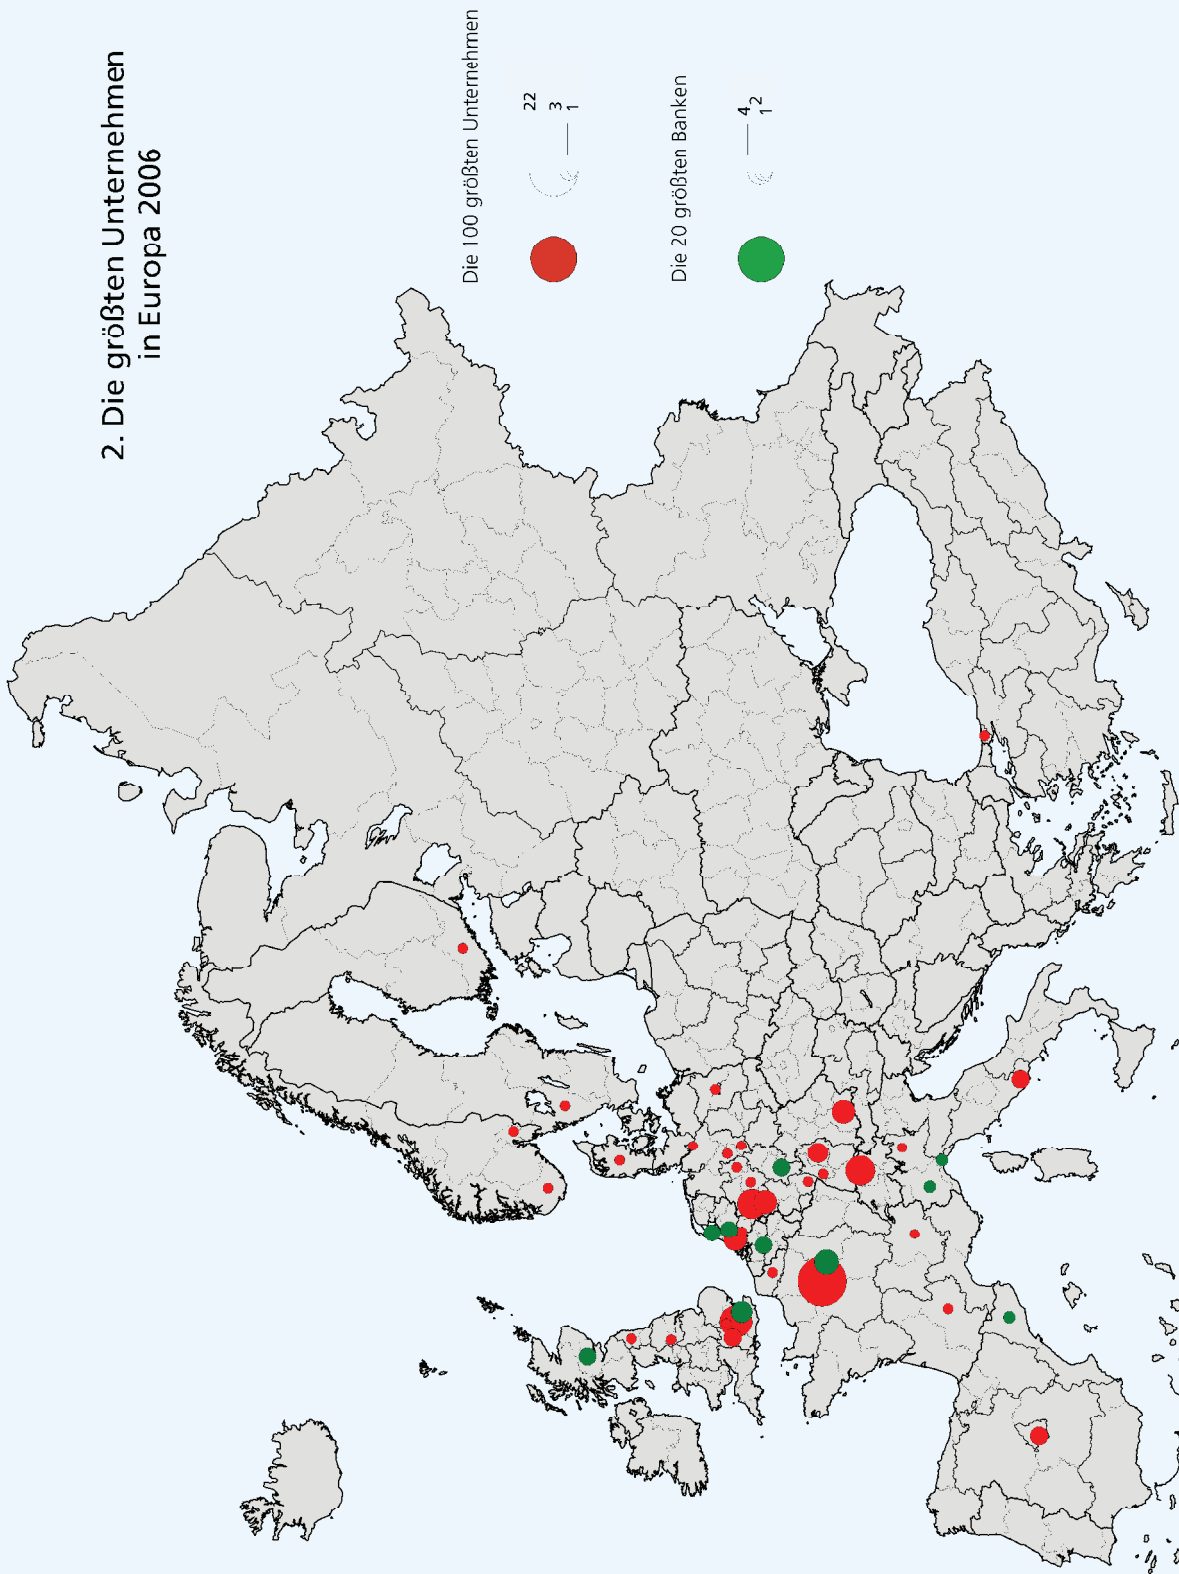 2. Die größten Unternehmen
in Europa 2006
Die 100 größten Unternehmen
22
3
1
Die 20 größten Banken
4
2
1